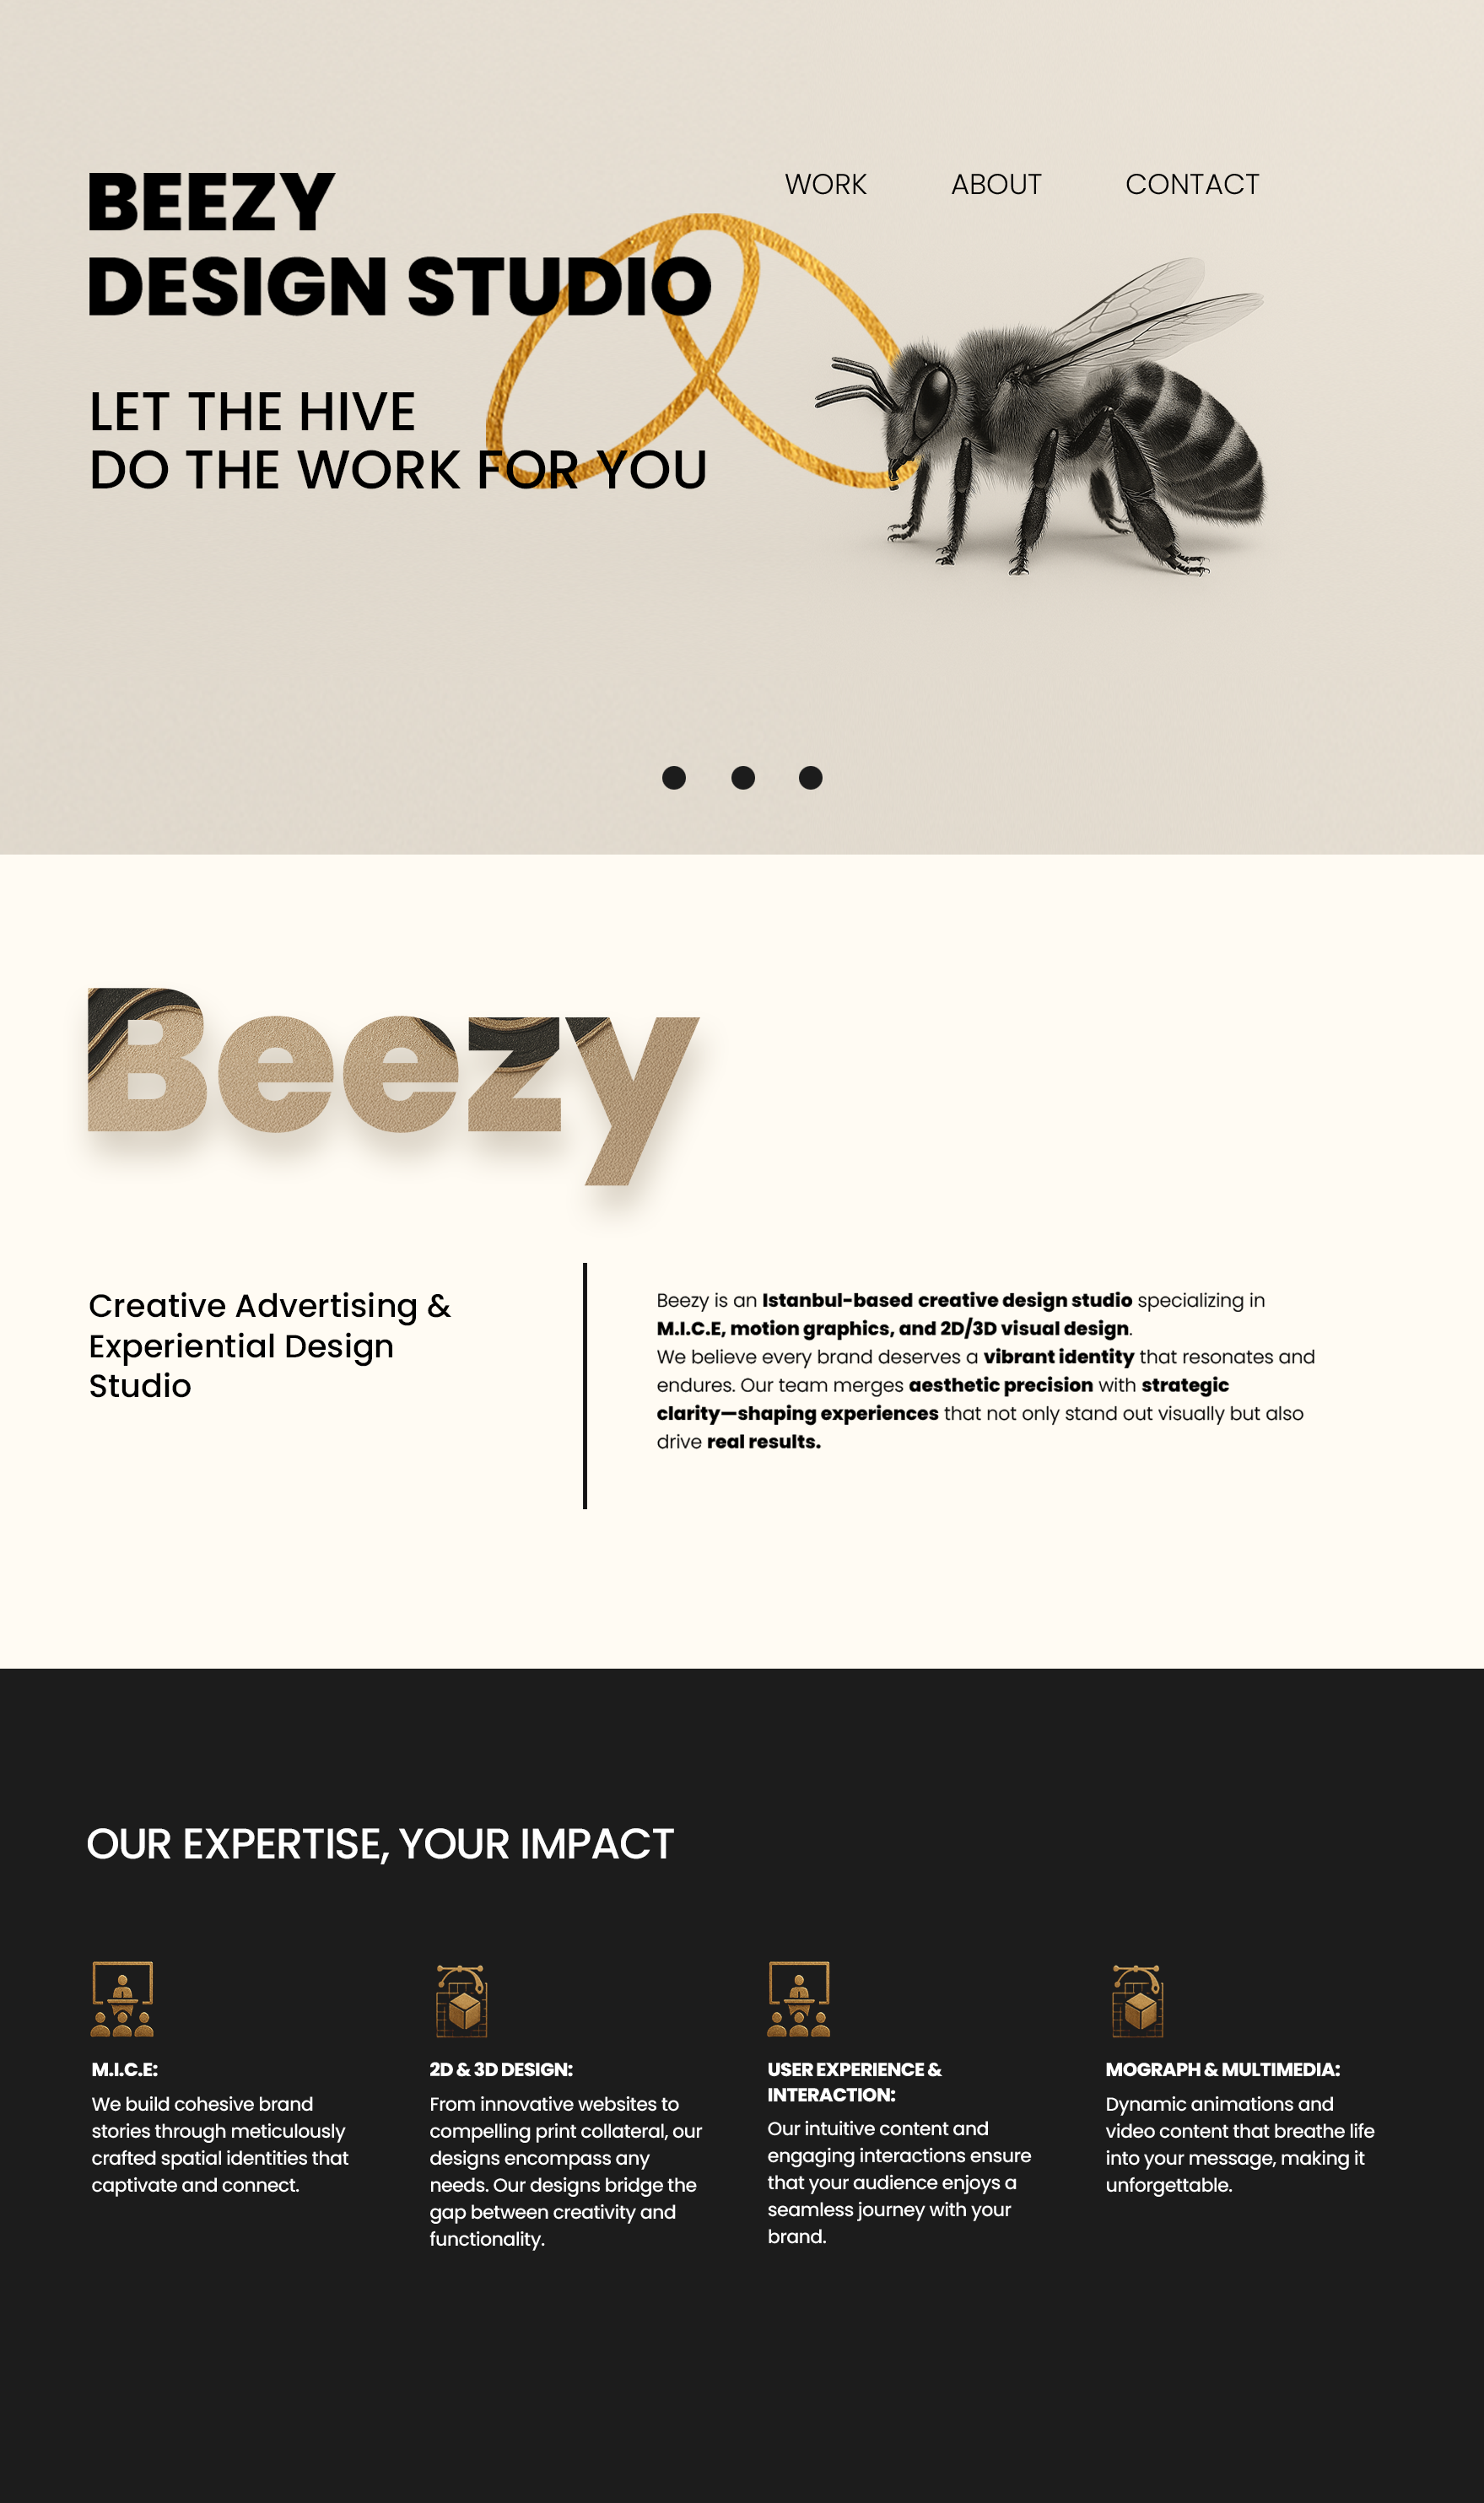 BEEZY
DESIGN STUDIO
WORK ABOUT CONTACT
LET THE HIVE
DO THE WORK FOR YOU
Beezy
Creative Advertising &
Experiential Design
Studio
Beezy is an Istanbul-based creative design studio specializing in
M.I.C.E, motion graphics, and 2D/3D visual design.
We believe every brand deserves a vibrant identity that resonates and
endures. Our team merges aesthetic precision with strategic
clarity—shaping experiences that not only stand out visually but also
drive real results.
OUR EXPERTISE, YOUR IMPACT
M.I.C.E:
We build cohesive brand
stories through meticulously
crafted spatial identities that
captivate and connect.
2D & 3D DESIGN:
From innovative websites to
compelling print collateral, our
designs encompass any
needs. Our designs bridge the
gap between creativity and
functionality.
USER EXPERIENCE &
INTERACTION:
Our intuitive content and
engaging interactions ensure
that your audience enjoys a
seamless journey with your
brand.
MOGRAPH & MULTIMEDIA:
Dynamic animations and
video content that breathe life
into your message, making it
unforgettable.